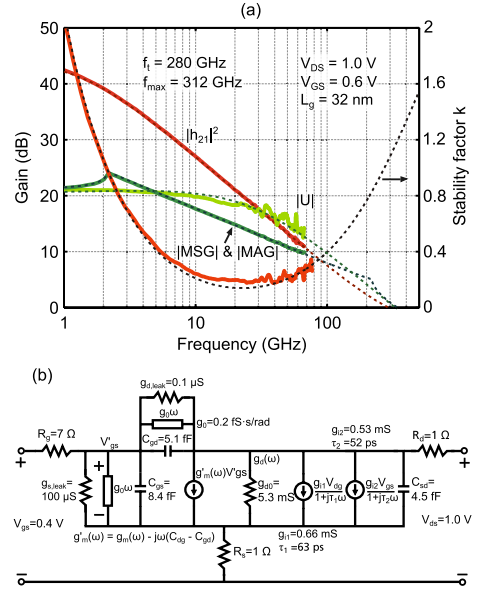 (a)
50
40
30
20
10
0
Gain (dB)
2
1.6
1.2
0.8
0.4
0
Stability factor k
f_t = 280 GHz
f_max = 312 GHz
V_DS = 1.0 V
V_GS = 0.6 V
L_g = 32 nm
|h_21|²
|U|
|MSG| & |MAG|
1 10 100
Frequency (GHz)
(b)
g_d,leak=0.1 µS
g_0ω
g_0=0.2 fS·s/rad
C_gd=5.1 fF
R_g=7 Ω
V'_gs
g_d(ω)
g_i2=0.53 mS
τ_2=52 ps
R_d=1 Ω
+
+
g_s,leak=
100 µS
+
−
g_0ω
C_gs=
8.4 fF
g'_m(ω)V'_gs
g_d0=
5.3 mS
g_i1V_dg
1+jτ_1ω
g_i2V_gs
1+jτ_2ω
C_sd=
4.5 fF
V_gs=0.4 V
V_ds=1.0 V
g'_m(ω) = g_m(ω) - jω(C_dg - C_gd)
R_s=1 Ω
g_i1=0.66 mS
τ_1=63 ps
−
−